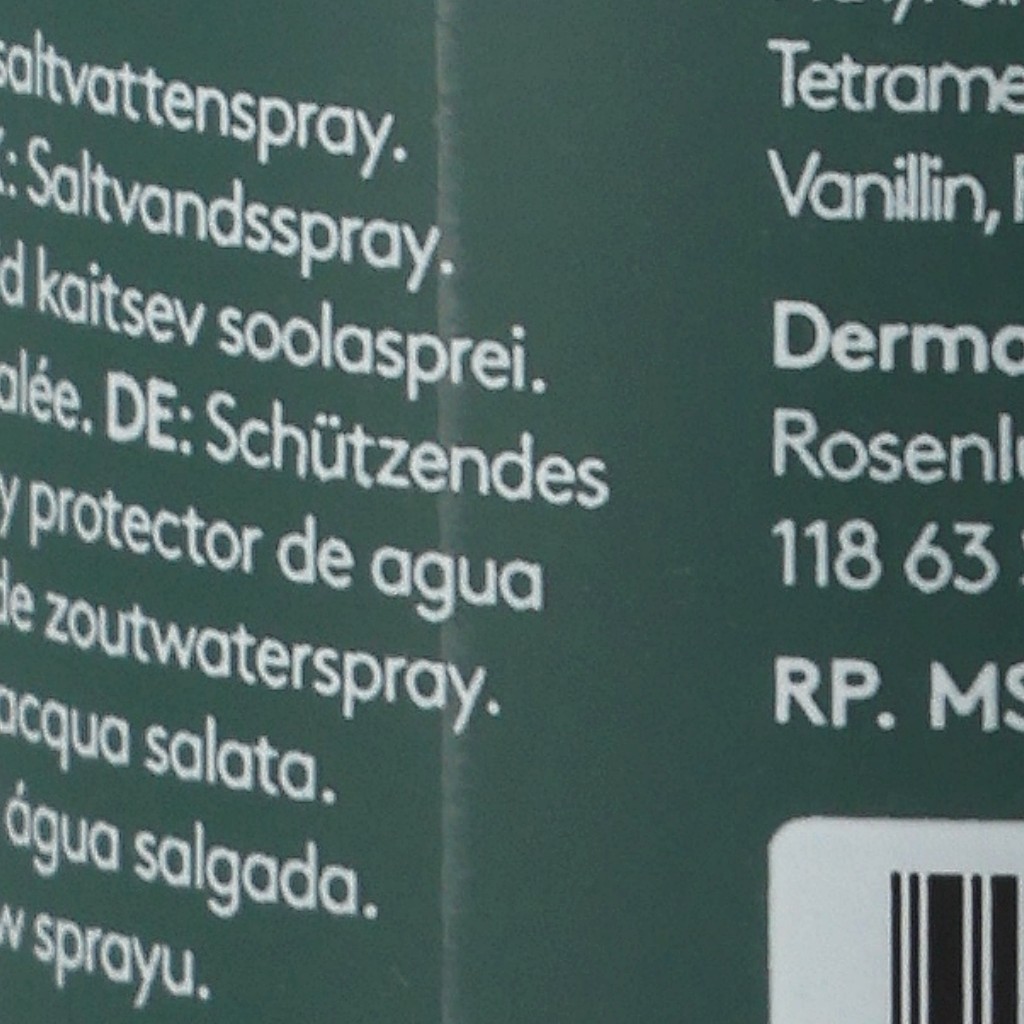 saltvattenspray.
: Saltvandsspray.
d kaitsev soolasprei.
alée. DE: Schützendes
y protector de agua
de zoutwaterspray.
acqua salata.
água salgada.
w sprayu.
Tetrame
Vanillin,
Derma
Rosenlu
118 63
RP. MS